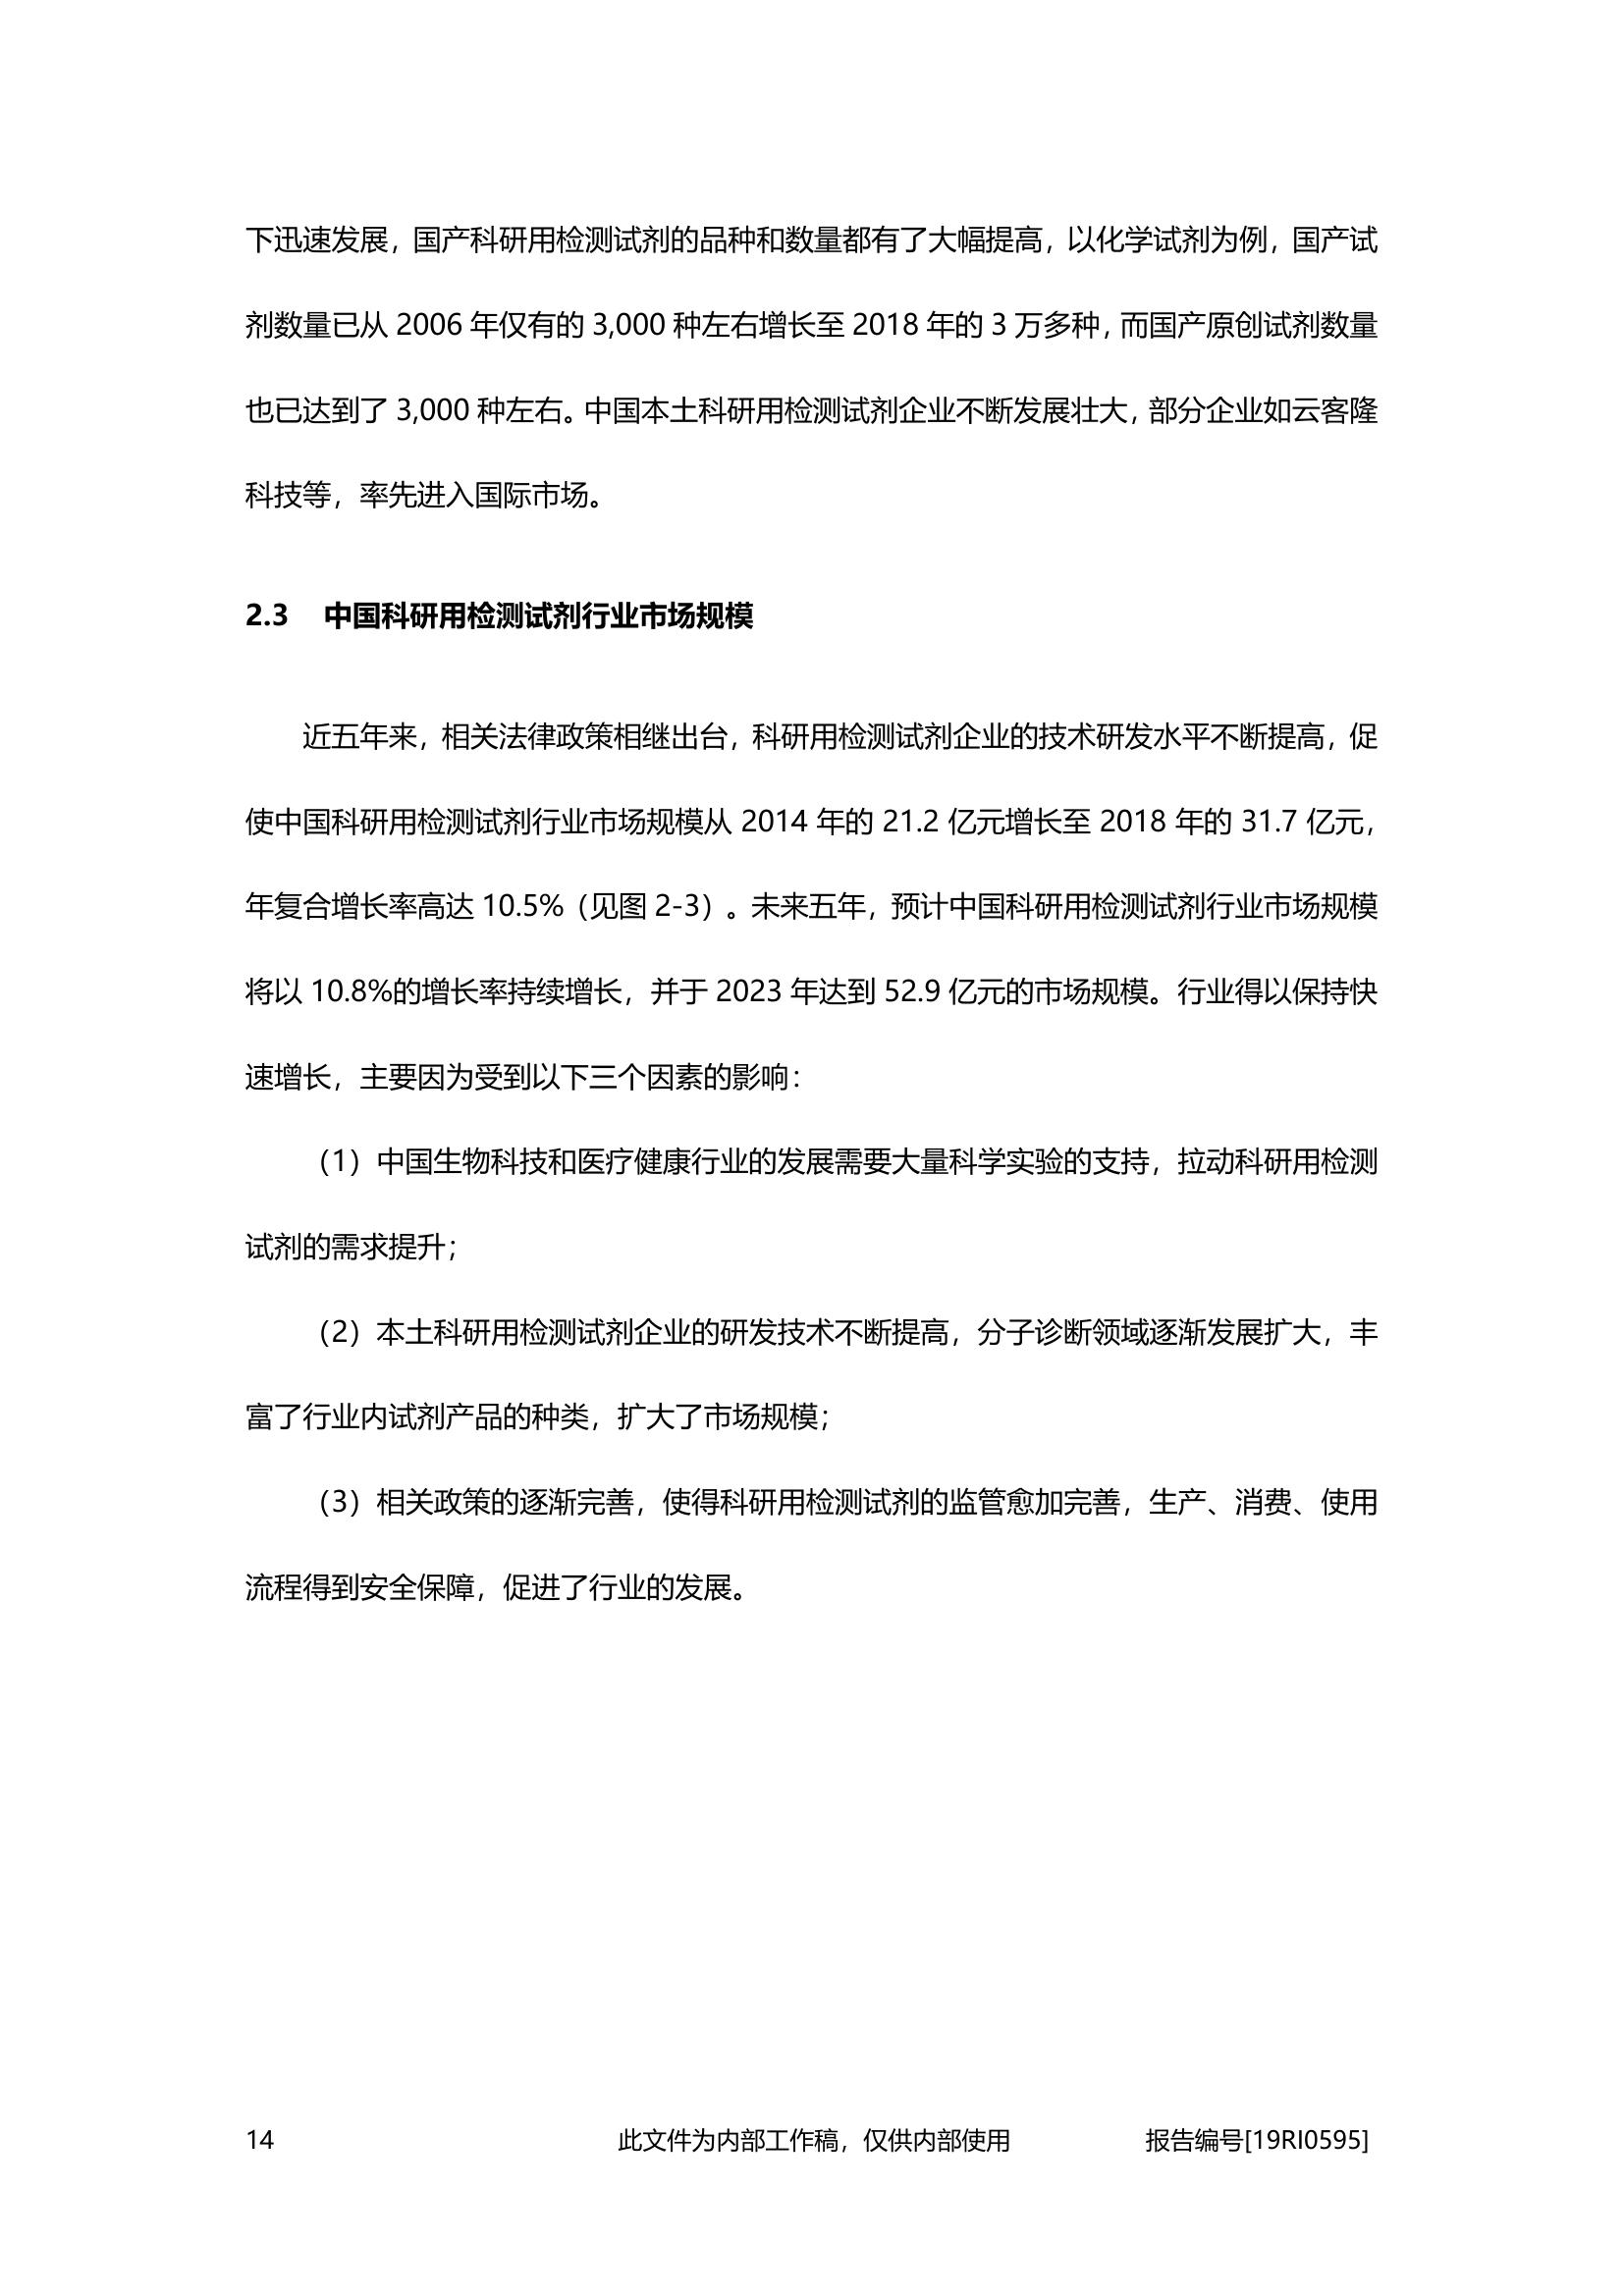 下迅速发展，国产科研用检测试剂的品种和数量都有了大幅提高，以化学试剂为例，国产试
剂数量已从 2006 年仅有的 3,000 种左右增长至 2018 年的 3 万多种，而国产原创试剂数量
也已达到了 3,000 种左右。中国本土科研用检测试剂企业不断发展壮大，部分企业如云客隆
科技等，率先进入国际市场。
2.3 中国科研用检测试剂行业市场规模
近五年来，相关法律政策相继出台，科研用检测试剂企业的技术研发水平不断提高，促
使中国科研用检测试剂行业市场规模从 2014 年的 21.2 亿元增长至 2018 年的 31.7 亿元，
年复合增长率高达 10.5%（见图 2-3）。未来五年，预计中国科研用检测试剂行业市场规模
将以 10.8%的增长率持续增长，并于 2023 年达到 52.9 亿元的市场规模。行业得以保持快
速增长，主要因为受到以下三个因素的影响：
（1）中国生物科技和医疗健康行业的发展需要大量科学实验的支持，拉动科研用检测
试剂的需求提升；
（2）本土科研用检测试剂企业的研发技术不断提高，分子诊断领域逐渐发展扩大，丰
富了行业内试剂产品的种类，扩大了市场规模；
（3）相关政策的逐渐完善，使得科研用检测试剂的监管愈加完善，生产、消费、使用
流程得到安全保障，促进了行业的发展。
14 此文件为内部工作稿，仅供内部使用 报告编号[19RI0595]